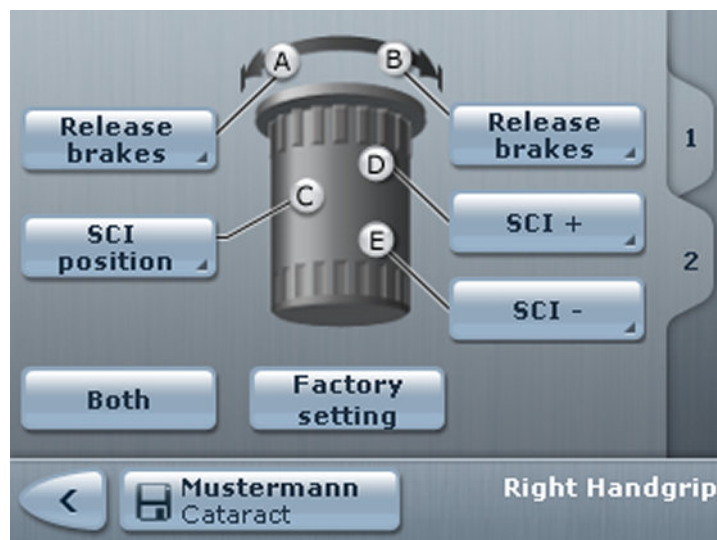 A
B
Release
brakes
Release
brakes
1
D
C
SCI +
SCI
position
E
2
SCI -
Both
Factory
setting
<
Mustermann
Cataract
Right Handgrip